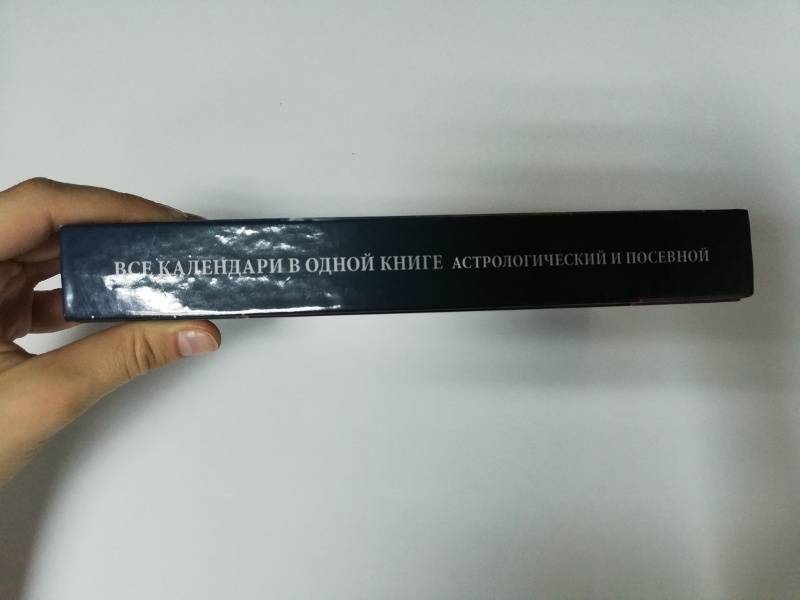 ВСЕ КАЛЕНДАРИ В ОДНОЙ КНИГЕ АСТРОЛОГИЧЕСКИЙ И ПОСЕВНОЙ